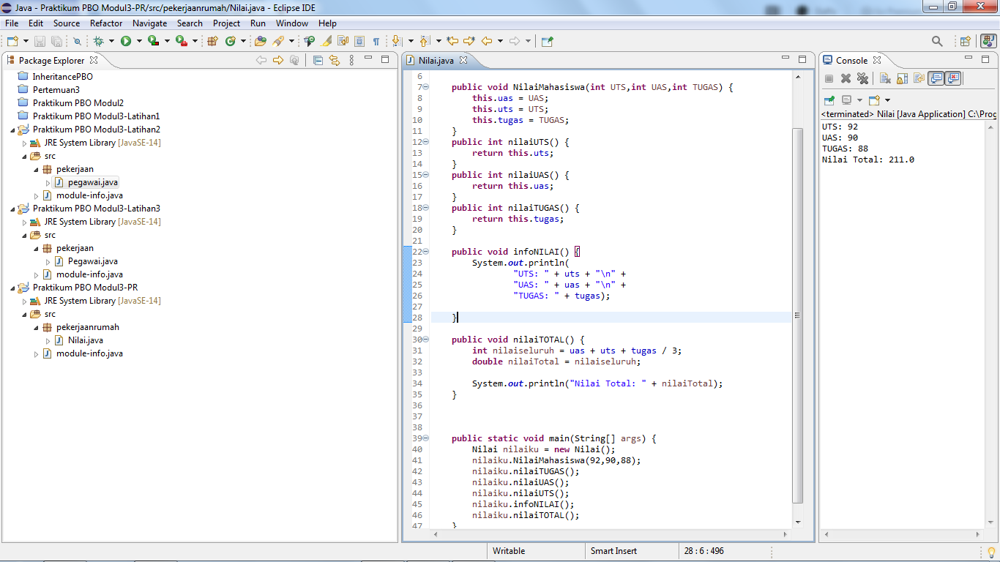 Java - Praktikum PBO Modul3-PR/src/pekerjaanrumah/Nilai.java - Eclipse IDE
File Edit Source Refactor Navigate Search Project Run Window Help
Package Explorer
InheritancePBO
Pertemuan3
Praktikum PBO Modul2
Praktikum PBO Modul3-Latihan1
Praktikum PBO Modul3-Latihan2
JRE System Library [JavaSE-14]
src
pekerjaan
pegawai.java
module-info.java
Praktikum PBO Modul3-Latihan3
JRE System Library [JavaSE-14]
src
pekerjaan
Pegawai.java
module-info.java
Praktikum PBO Modul3-PR
JRE System Library [JavaSE-14]
src
pekerjaanrumah
Nilai.java
module-info.java
Nilai.java
6
7 public void NilaiMahasiswa(int UTS,int UAS,int TUGAS) {
8 this.uas = UAS;
9 this.uts = UTS;
10 this.tugas = TUGAS;
11 }
12 public int nilaiUTS() {
13 return this.uts;
14 }
15 public int nilaiUAS() {
16 return this.uas;
17 }
18 public int nilaiTUGAS() {
19 return this.tugas;
20 }
21
22 public void infoNILAI() {
23 System.out.println(
24 "UTS: " + uts + "\n" +
25 "UAS: " + uas + "\n" +
26 "TUGAS: " + tugas);
27
28 }
29
30 public void nilaiTOTAL() {
31 int nilaiseluruh = uas + uts + tugas / 3;
32 double nilaiTotal = nilaiseluruh;
33
34 System.out.println("Nilai Total: " + nilaiTotal);
35 }
36
37
38
39 public static void main(String[] args) {
40 Nilai nilaiku = new Nilai();
41 nilaiku.NilaiMahasiswa(92,90,88);
42 nilaiku.nilaiTUGAS();
43 nilaiku.nilaiUAS();
44 nilaiku.nilaiUTS();
45 nilaiku.infoNILAI();
46 nilaiku.nilaiTOTAL();
47 }
Console
<terminated> Nilai [Java Application] C:\Prog
UTS: 92
UAS: 90
TUGAS: 88
Nilai Total: 211.0
Writable Smart Insert 28 : 6 : 496